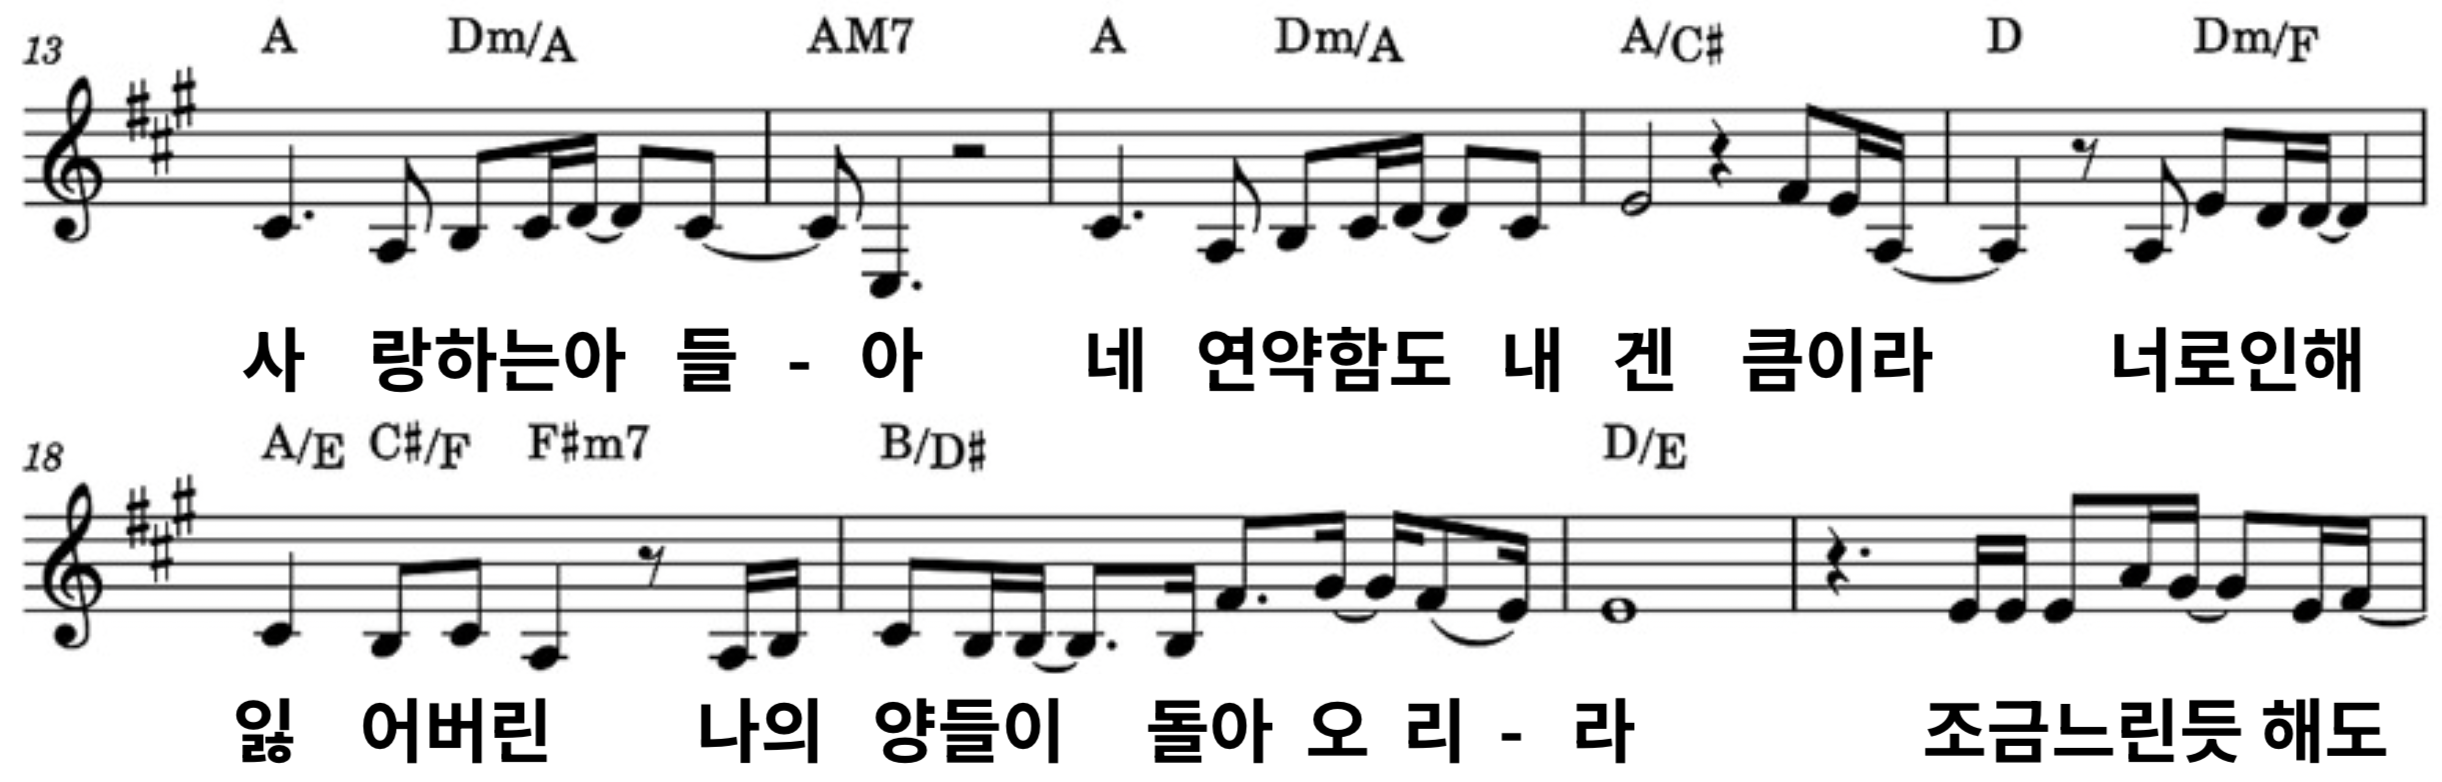 13 A Dm/A AM7 A Dm/A A/C♯ D Dm/F
사 랑하는아 들 - 아 네 연약함도 내 겐 큼이라 너로인해
18 A/E C♯/F F♯m7 B/D♯ D/E
잃 어버린 나의 양들이 돌아 오 리 - 라 조금느린듯 해도